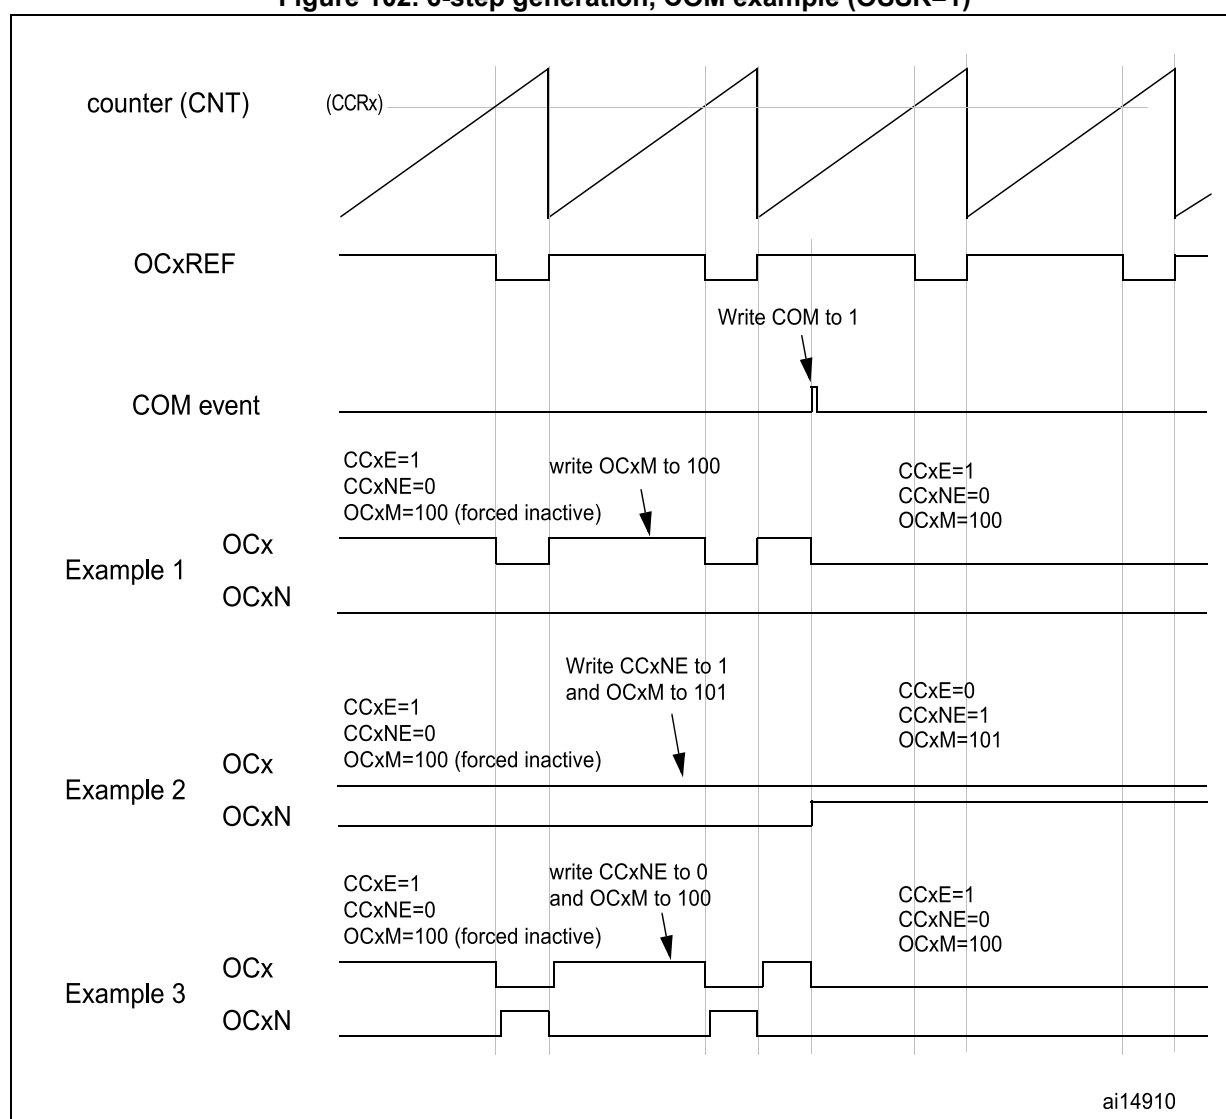 Figure 102. 6-step generation, COM example (OSSR=1)
counter (CNT)
(CCRx)
OCxREF
Write COM to 1
COM event
CCxE=1
CCxNE=0
OCxM=100 (forced inactive)
write OCxM to 100
CCxE=1
CCxNE=0
OCxM=100
Example 1
OCx
OCxN
Write CCxNE to 1
and OCxM to 101
CCxE=1
CCxNE=0
OCxM=100 (forced inactive)
CCxE=0
CCxNE=1
OCxM=101
Example 2
OCx
OCxN
write CCxNE to 0
and OCxM to 100
CCxE=1
CCxNE=0
OCxM=100 (forced inactive)
CCxE=1
CCxNE=0
OCxM=100
Example 3
OCx
OCxN
ai14910